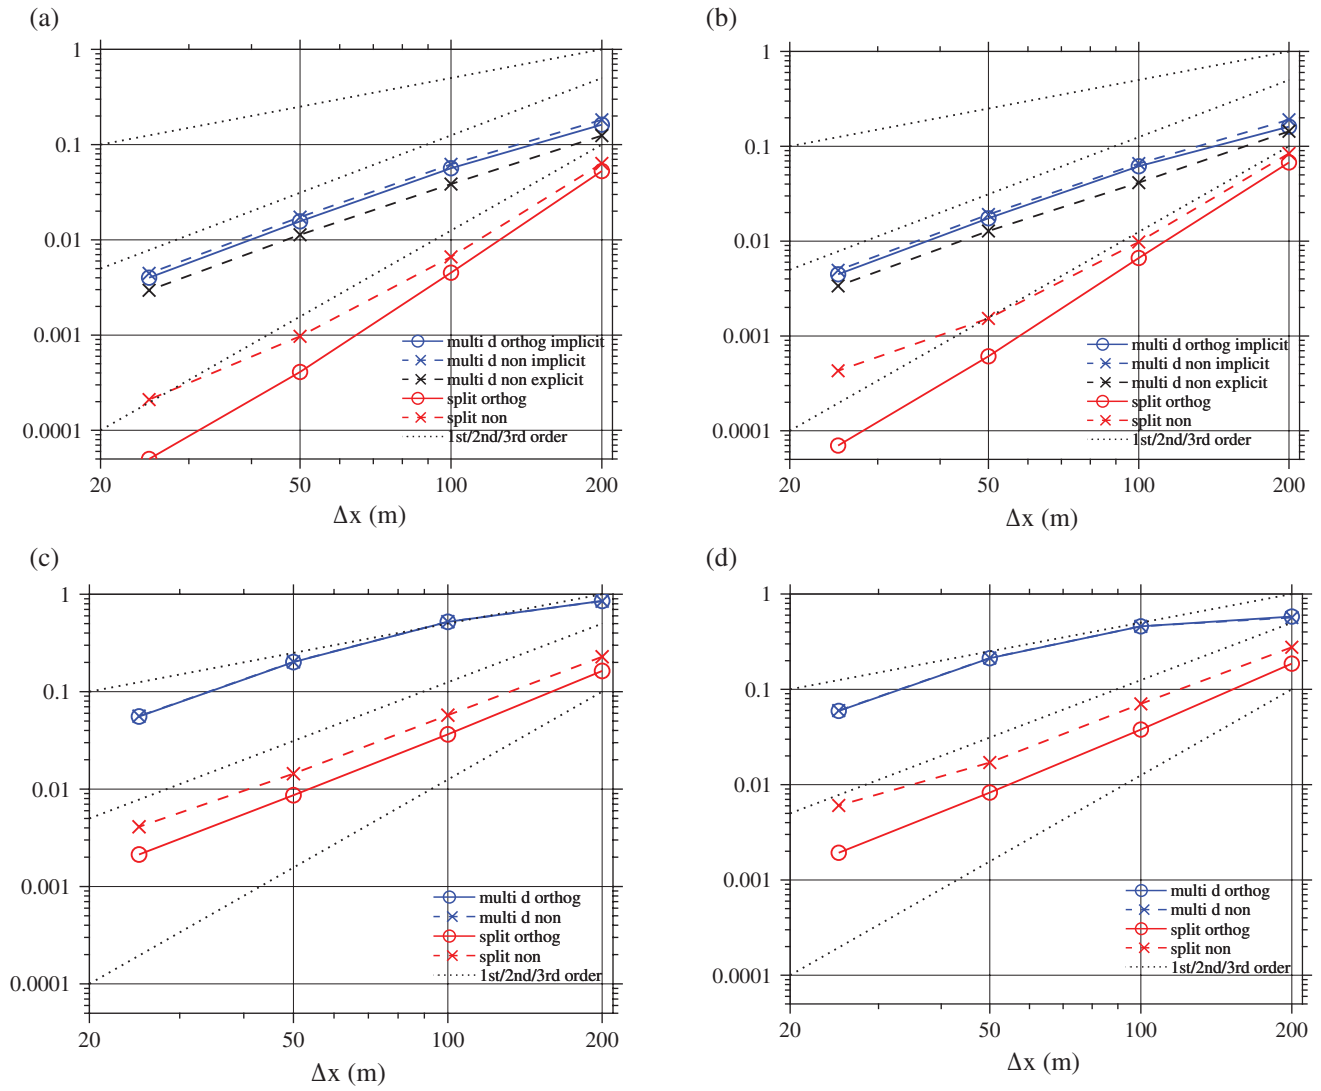 (a)
1
0.1
0.01
0.001
0.0001
multi d orthog implicit
multi d non implicit
multi d non explicit
split orthog
split non
1st/2nd/3rd order
20
50
100
200
Δx (m)
(b)
1
0.1
0.01
0.001
0.0001
multi d orthog implicit
multi d non implicit
multi d non explicit
split orthog
split non
1st/2nd/3rd order
20
50
100
200
Δx (m)
(c)
1
0.1
0.01
0.001
0.0001
multi d orthog
multi d non
split orthog
split non
1st/2nd/3rd order
20
50
100
200
Δx (m)
(d)
1
0.1
0.01
0.001
0.0001
multi d orthog
multi d non
split orthog
split non
1st/2nd/3rd order
20
50
100
200
Δx (m)